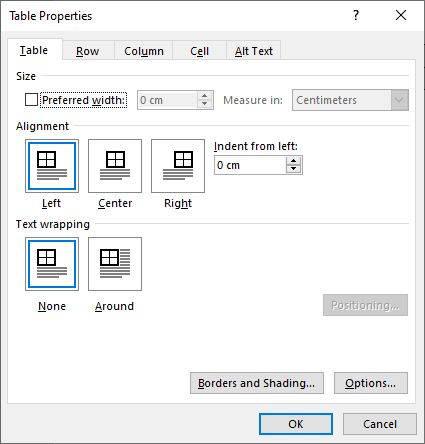 Table Properties ? ×
Table Row Column Cell Alt Text
Size
Preferred width: 0 cm Measure in: Centimeters
Alignment
Indent from left:
0 cm
Left Center Right
Text wrapping
None Around
Positioning...
Borders and Shading... Options...
OK Cancel